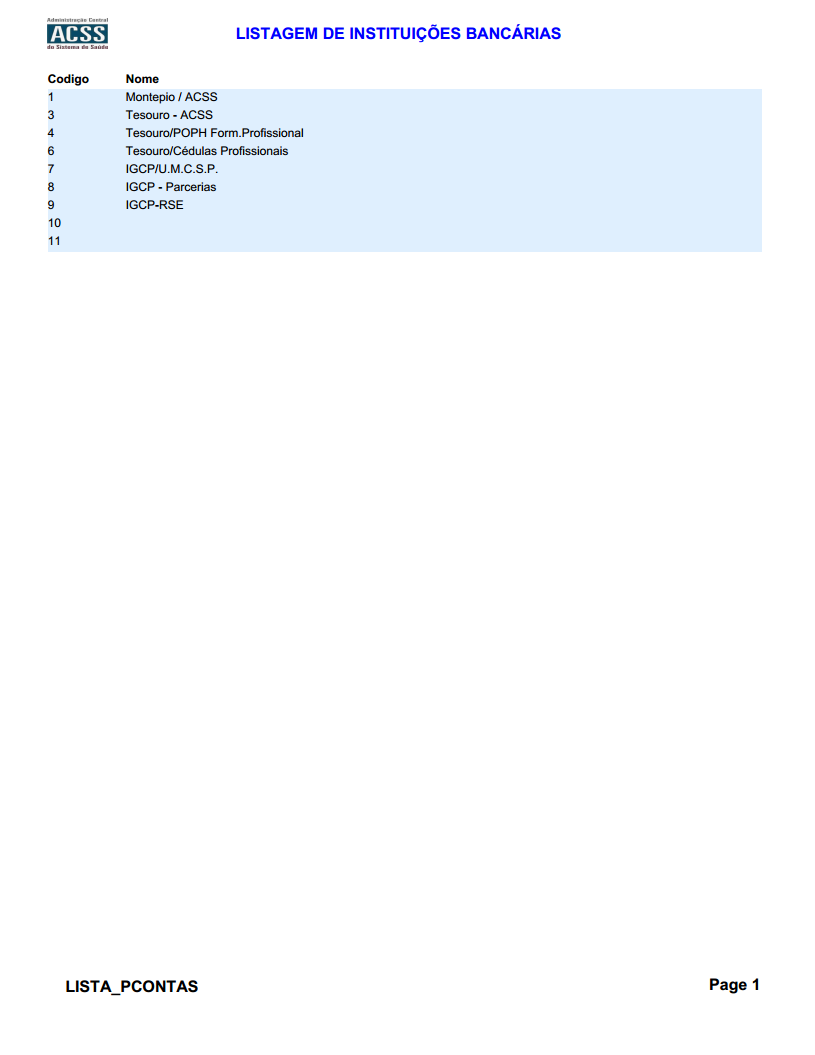 Administração Central
ACSS
do Sistema de Saúde
LISTAGEM DE INSTITUIÇÕES BANCÁRIAS
Codigo Nome
1 Montepio / ACSS
3 Tesouro - ACSS
4 Tesouro/POPH Form.Profissional
6 Tesouro/Cédulas Profissionais
7 IGCP/U.M.C.S.P.
8 IGCP - Parcerias
9 IGCP-RSE
10
11
LISTA_PCONTAS Page 1